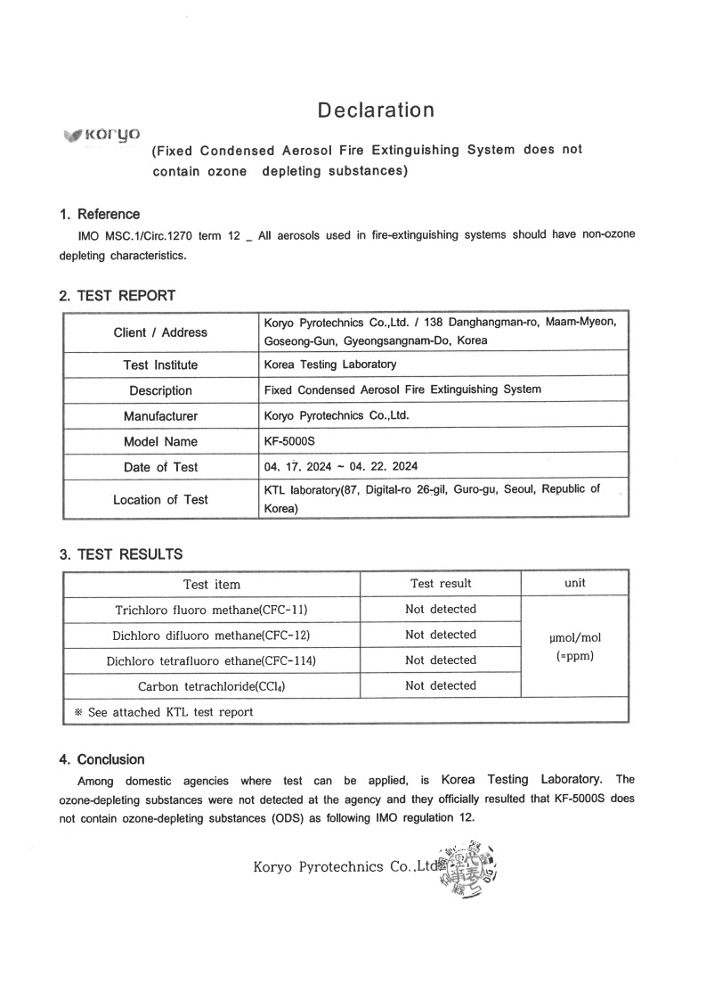 Declaration
koryo
(Fixed Condensed Aerosol Fire Extinguishing System does not
contain ozone depleting substances)
1. Reference
IMO MSC.1/Circ.1270 term 12 _ All aerosols used in fire-extinguishing systems should have non-ozone
depleting characteristics.
2. TEST REPORT
Client / Address
Koryo Pyrotechnics Co.,Ltd. / 138 Danghangman-ro, Maam-Myeon,
Goseong-Gun, Gyeongsangnam-Do, Korea
Test Institute
Korea Testing Laboratory
Description
Fixed Condensed Aerosol Fire Extinguishing System
Manufacturer
Koryo Pyrotechnics Co.,Ltd.
Model Name
KF-5000S
Date of Test
04. 17. 2024 ~ 04. 22. 2024
Location of Test
KTL laboratory(87, Digital-ro 26-gil, Guro-gu, Seoul, Republic of
Korea)
3. TEST RESULTS
Test item
Test result
unit
Trichloro fluoro methane(CFC-11)
Not detected
Dichloro difluoro methane(CFC-12)
Not detected
μmol/mol
(=ppm)
Dichloro tetrafluoro ethane(CFC-114)
Not detected
Carbon tetrachloride(CCl₄)
Not detected
※ See attached KTL test report
4. Conclusion
Among domestic agencies where test can be applied, is Korea Testing Laboratory. The
ozone-depleting substances were not detected at the agency and they officially resulted that KF-5000S does
not contain ozone-depleting substances (ODS) as following IMO regulation 12.
Koryo Pyrotechnics Co.,Ltd